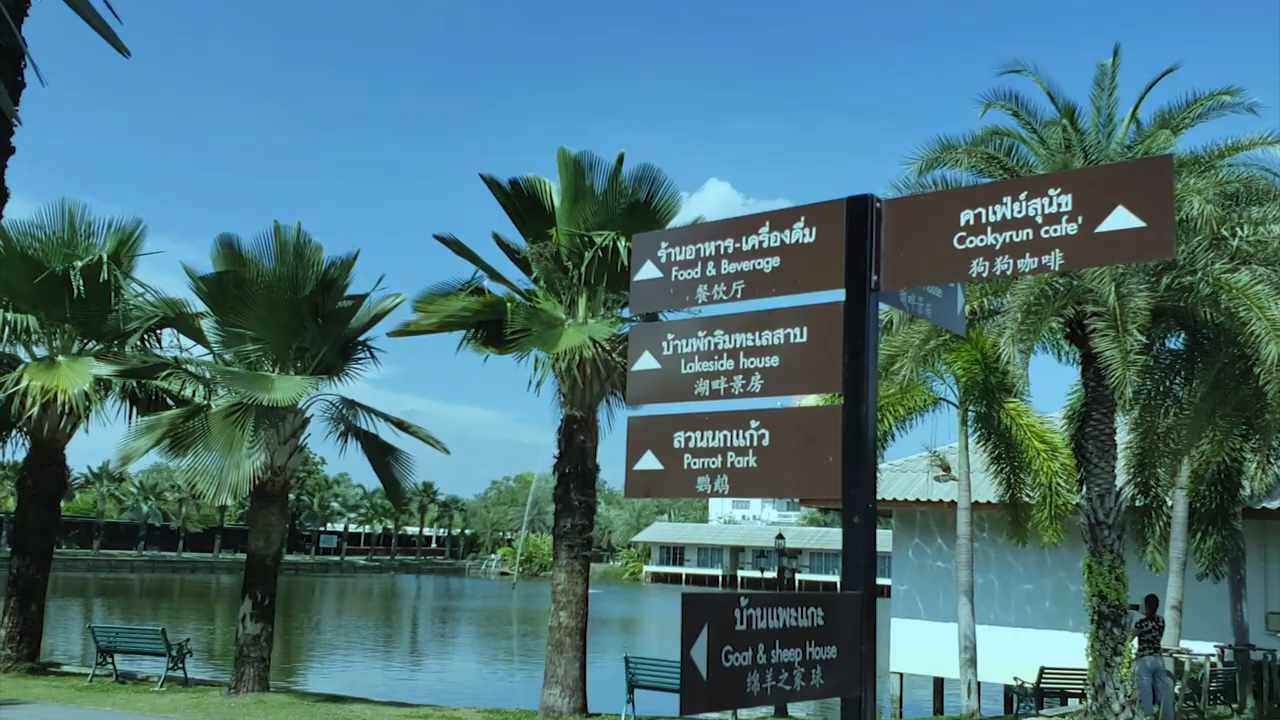 ร้านอาหาร-เครื่องดื่ม
Food & Beverage
餐饮厅
บ้านพักริมทะเลสาบ
Lakeside house
湖畔景房
สวนนกแก้ว
Parrot Park
鹦鹉
คาเฟ่ย์สุนัข
Cookyrun cafe'
狗狗咖啡
บ้านแพะแกะ
Goat & sheep House
绵羊之家珠